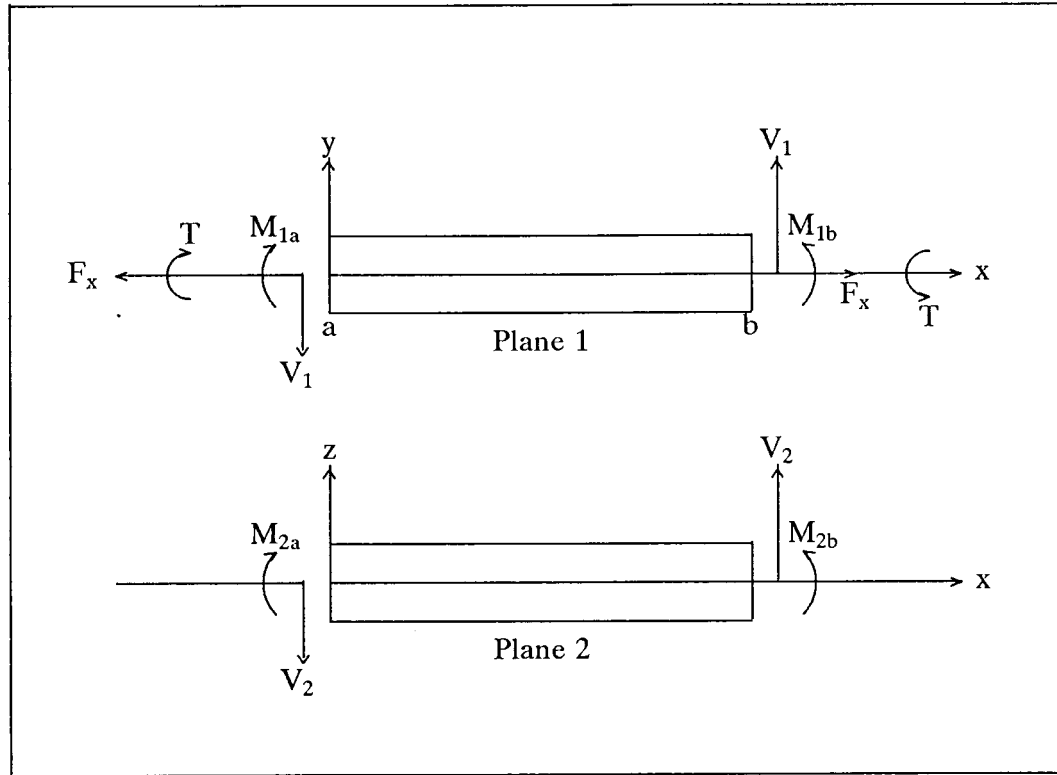 y
V₁
T
M₁ₐ
M₁b
Fₓ
x
Fₓ
T
a
b
V₁
Plane 1
z
V₂
M₂ₐ
M₂b
x
V₂
Plane 2